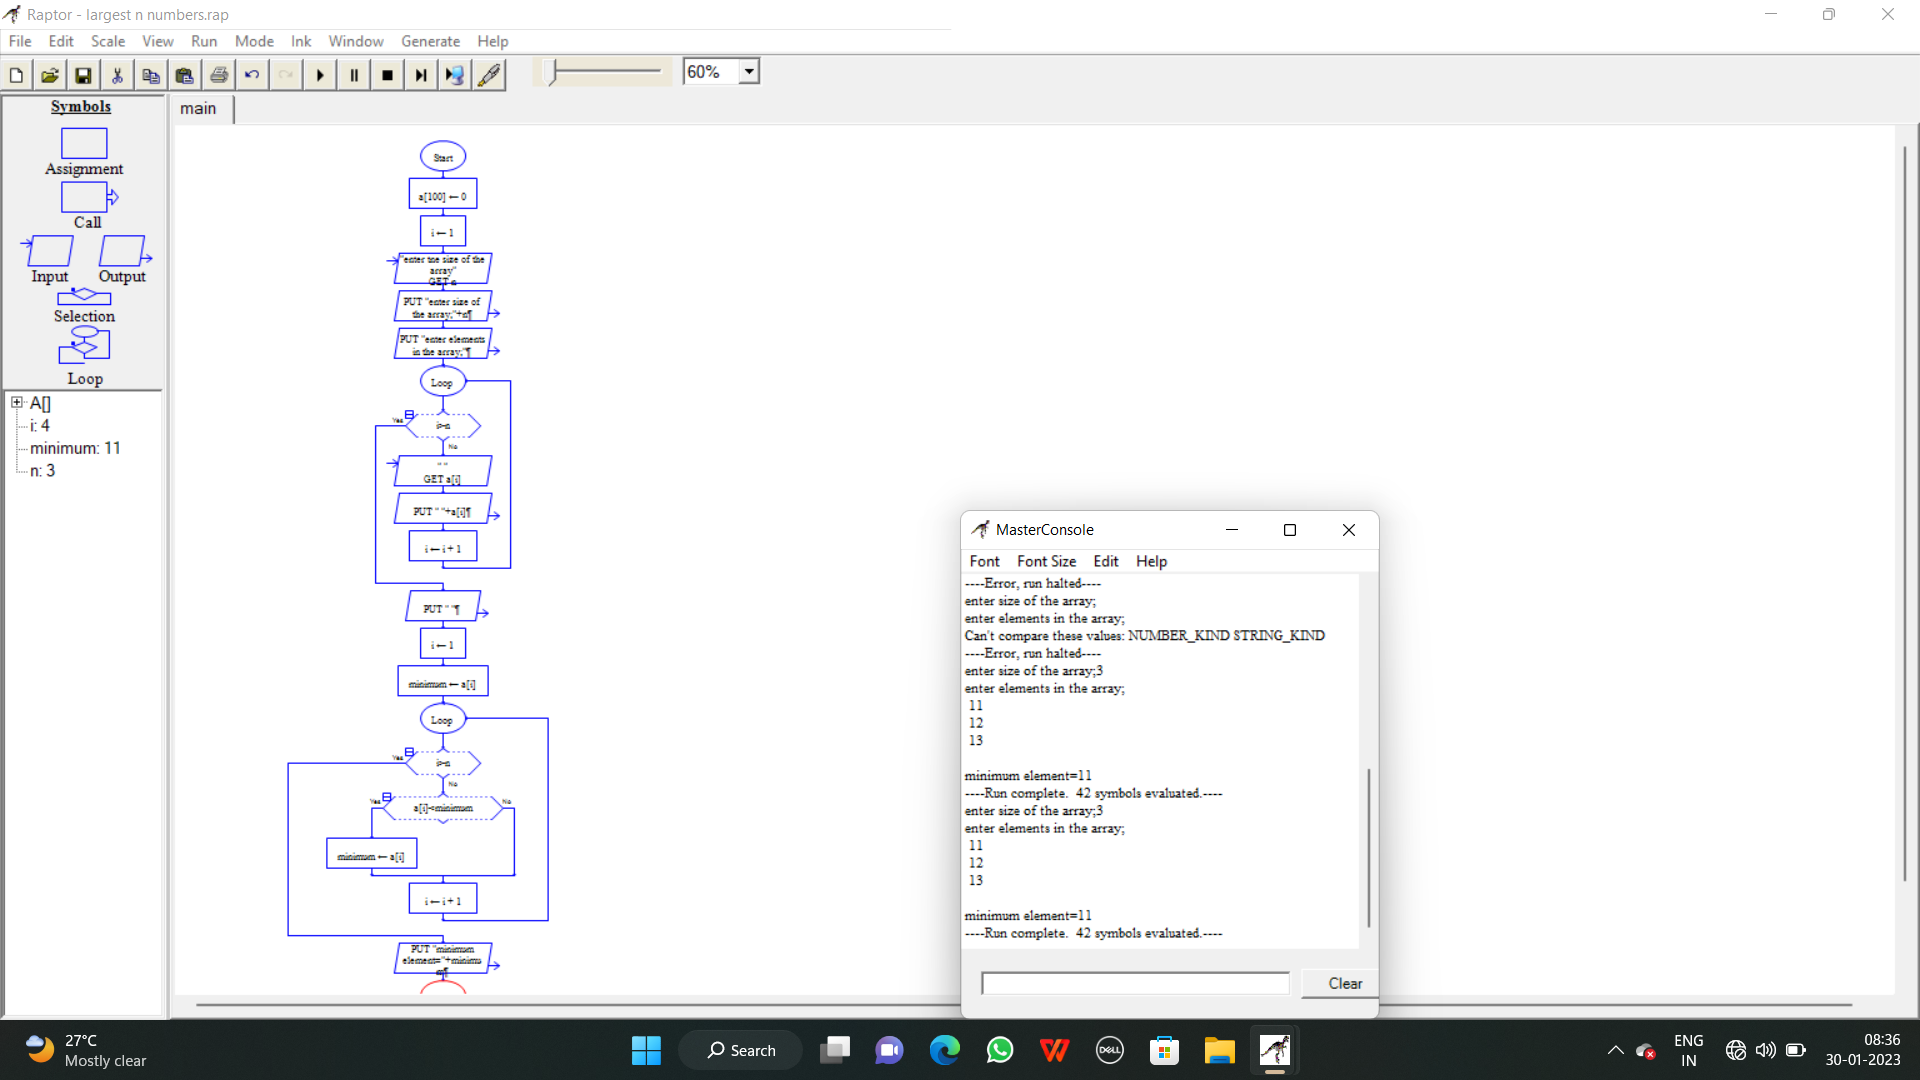 Raptor - largest n numbers.rap
File Edit Scale View Run Mode Ink Window Generate Help
60%
Symbols
Assignment
Call
Input Output
Selection
Loop
A[]
i: 4
minimum: 11
n: 3
main
Start
a[100] ← 0
i ← 1
"enter the size of the
array"
GET n
PUT "enter size of
the array;"+n¶
PUT "enter elements
in the array;"¶
Loop
Yes
i>n
No
" "
GET a[i]
PUT " "+a[i]¶
i ← i + 1
PUT " "¶
i ← 1
minimum ← a[i]
Loop
Yes
i>n
No
Yes
a[i]<minimum
No
minimum ← a[i]
i ← i + 1
PUT "minimum
element="+minimu
m¶
MasterConsole
Font Font Size Edit Help
----Error, run halted----
enter size of the array;
enter elements in the array;
Can't compare these values: NUMBER_KIND STRING_KIND
----Error, run halted----
enter size of the array;3
enter elements in the array;
11
12
13
minimum element=11
----Run complete. 42 symbols evaluated.----
enter size of the array;3
enter elements in the array;
11
12
13
minimum element=11
----Run complete. 42 symbols evaluated.----
Clear
27°C
Mostly clear
Search
DELL
ENG
IN
08:36
30-01-2023